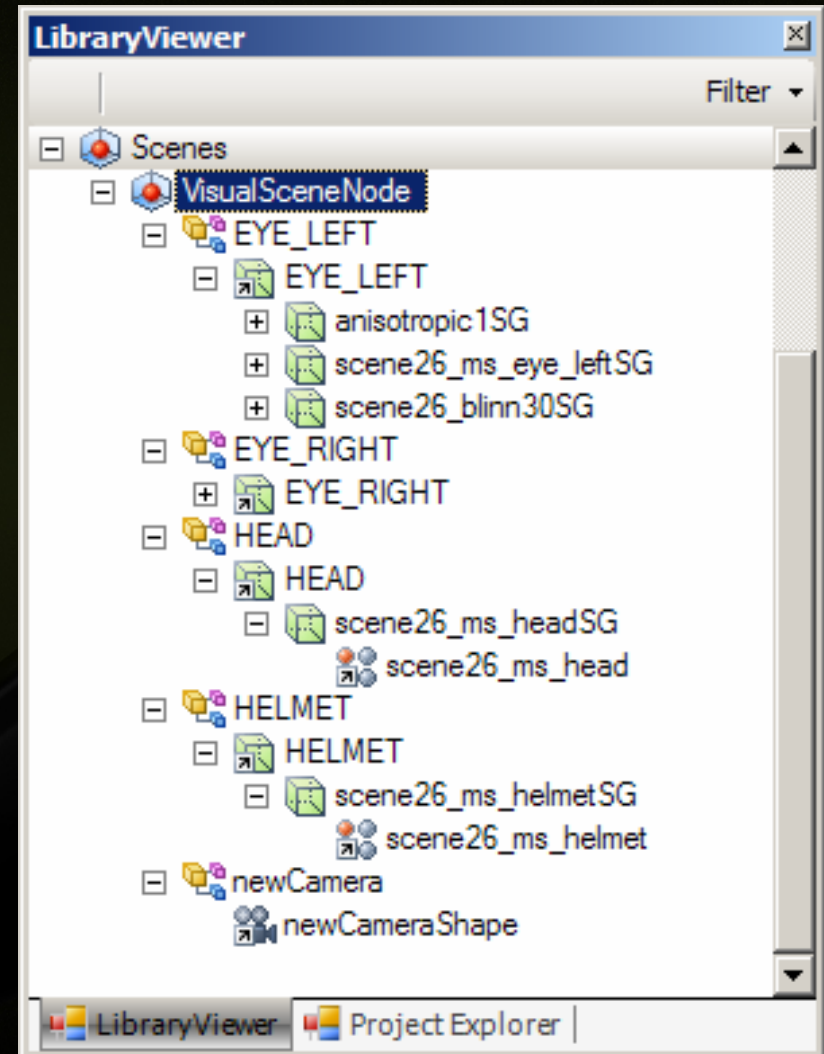 LibraryViewer
Filter
Scenes
VisualSceneNode
EYE_LEFT
EYE_LEFT
anisotropic1SG
scene26_ms_eye_leftSG
scene26_blinn30SG
EYE_RIGHT
EYE_RIGHT
HEAD
HEAD
scene26_ms_headSG
scene26_ms_head
HELMET
HELMET
scene26_ms_helmetSG
scene26_ms_helmet
newCamera
newCameraShape
LibraryViewer Project Explorer